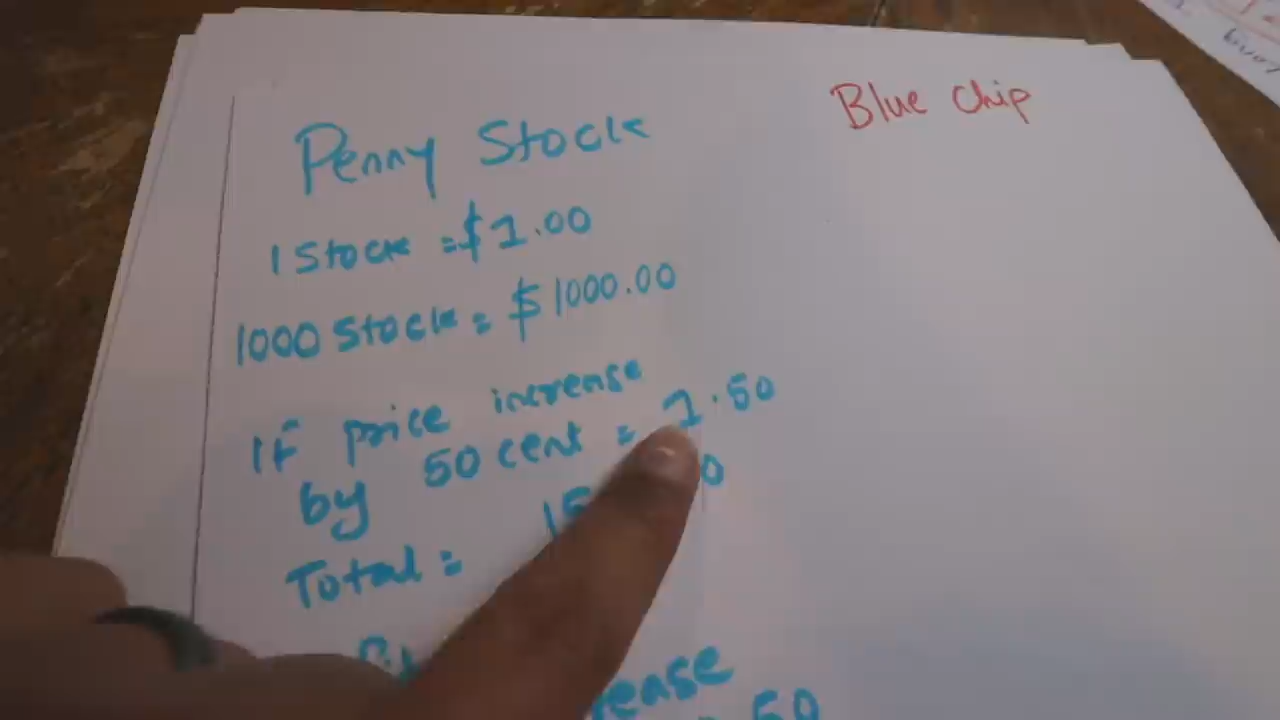 Penny Stock
Blue Chip
1 Stock = $1.00
1000 Stock = $1000.00
IF price increase
by 50 cent = 1.50
Total =
50